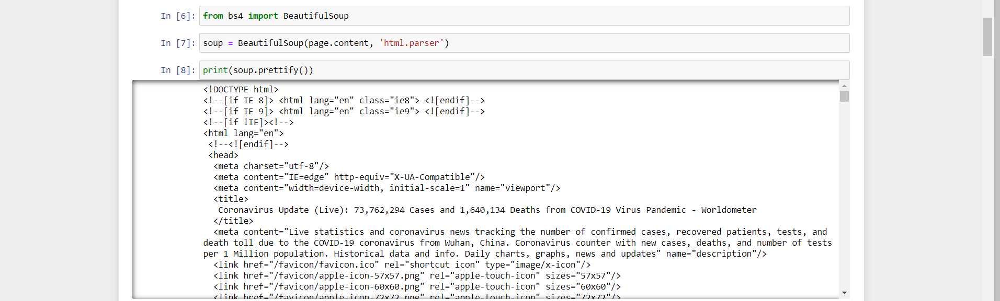 In [6]: from bs4 import BeautifulSoup
In [7]: soup = BeautifulSoup(page.content, 'html.parser')
In [8]: print(soup.prettify())
<!DOCTYPE html>
<!--[if IE 8]> <html lang="en" class="ie8"> <![endif]-->
<!--[if IE 9]> <html lang="en" class="ie9"> <![endif]-->
<!--[if !IE]><!-->
<html lang="en">
 <!--<![endif]-->
 <head>
  <meta charset="utf-8"/>
  <meta content="IE=edge" http-equiv="X-UA-Compatible"/>
  <meta content="width=device-width, initial-scale=1" name="viewport"/>
  <title>
   Coronavirus Update (Live): 73,762,294 Cases and 1,640,134 Deaths from COVID-19 Virus Pandemic - Worldometer
  </title>
  <meta content="Live statistics and coronavirus news tracking the number of confirmed cases, recovered patients, tests, and
death toll due to the COVID-19 coronavirus from Wuhan, China. Coronavirus counter with new cases, deaths, and number of tests
per 1 Million population. Historical data and info. Daily charts, graphs, news and updates" name="description"/>
  <link href="/favicon/favicon.ico" rel="shortcut icon" type="image/x-icon"/>
  <link href="/favicon/apple-icon-57x57.png" rel="apple-touch-icon" sizes="57x57"/>
  <link href="/favicon/apple-icon-60x60.png" rel="apple-touch-icon" sizes="60x60"/>
  <link href="/favicon/apple-icon-72x72.png" rel="apple-touch-icon" sizes="72x72"/>